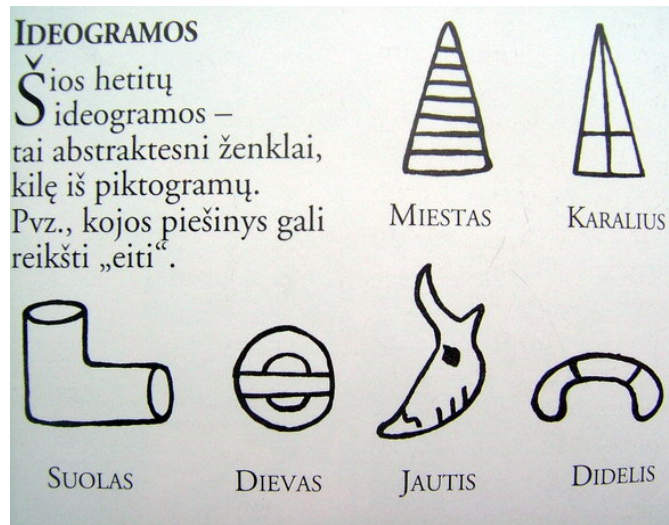 IDEOGRAMOS
Šios hetitų
ideogramos –
tai abstraktesni ženklai,
kilę iš piktogramų.
Pvz., kojos piešinys gali
reikšti „eiti“.
MIESTAS
KARALIUS
SUOLAS
DIEVAS
JAUTIS
DIDELIS